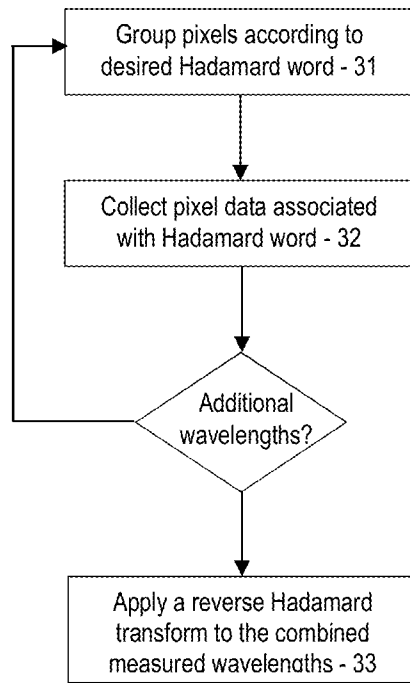 Group pixels according to
desired Hadamard word - 31
Collect pixel data associated
with Hadamard word - 32
Additional
wavelengths?
Apply a reverse Hadamard
transform to the combined
measured wavelengths - 33